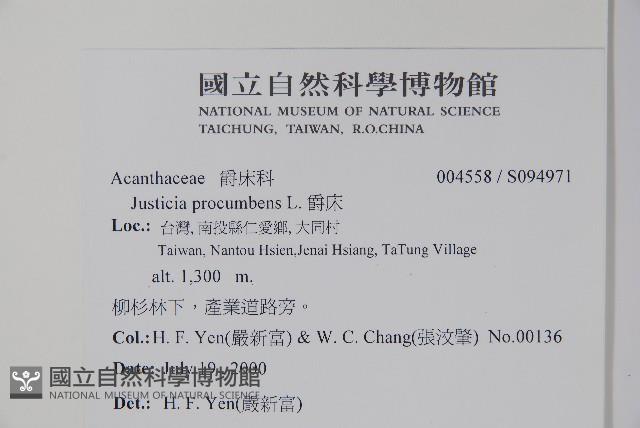 國立自然科學博物館
NATIONAL MUSEUM OF NATURAL SCIENCE
TAICHUNG, TAIWAN, R.O.CHINA
Acanthaceae 爵床科 004558 / S094971
Justicia procumbens L. 爵床
Loc.: 台灣, 南投縣仁愛鄉, 大同村
Taiwan, Nantou Hsien,Jenai Hsiang, TaTung Village
alt. 1,300 m.
柳杉林下，產業道路旁。
Col.:H. F. Yen(嚴新富) & W. C. Chang(張汶肇) No.00136
Date: July 19, 2000
國立自然科學博物館
NATIONAL MUSEUM OF NATURAL SCIENCE
Det.: H. F. Yen(嚴新富)